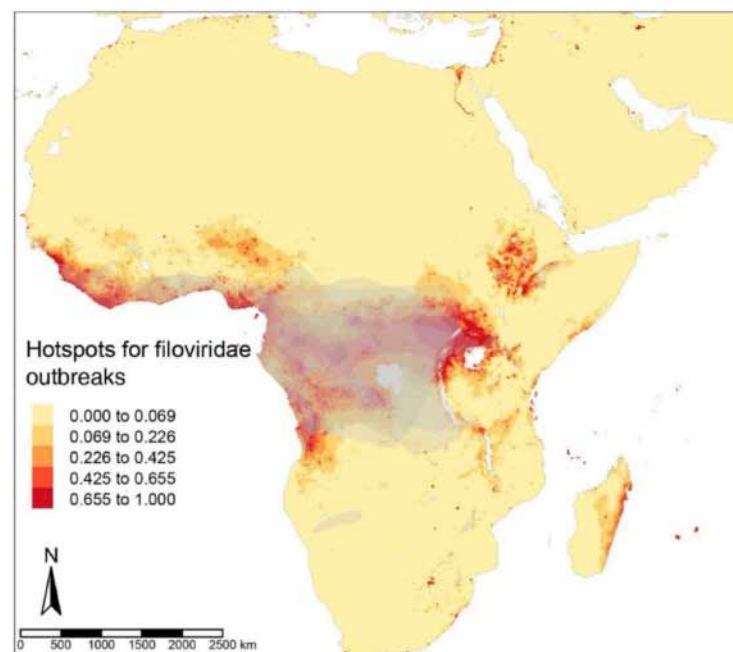 Hotspots for filoviridae
outbreaks
0.000 to 0.069
0.069 to 0.226
0.226 to 0.425
0.425 to 0.655
0.655 to 1.000
N
0 500 1000 1500 2000 2500 km